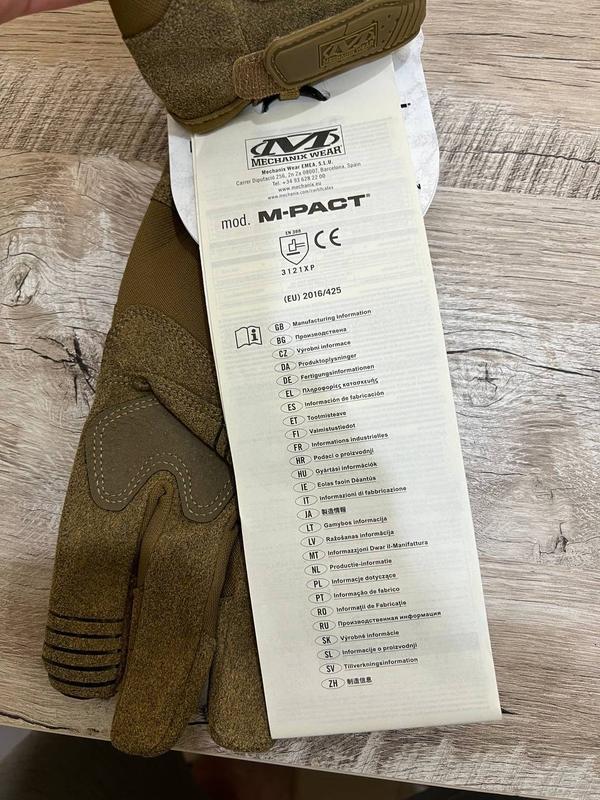 MECHANIX WEAR
Mechanix Wear EMEA, S.L.U.
Carrer Diputació 256, 2n 2a 08007, Barcelona, Spain
Tel. +34 93 628 22 00
www.mechanix.eu
www.mechanix.com/certificates
mod. M-PACT®
EN 388
CE
3121XP
(EU) 2016/425
GB Manufacturing information
BG Производствена
CZ Výrobní informace
DA Produktoplysninger
DE Fertigungsinformationen
EL Πληροφορίες κατασκευής
ES Información de fabricación
ET Tootmisteave
FI Valmistustiedot
FR Informations industrielles
HR Podaci o proizvodnji
HU Gyártási információk
IE Eolas faoin Déantús
IT Informazioni di fabbricazione
JA 製造情報
LT Gamybos informacija
LV Ražošanas informācija
MT Informazzjoni Dwar il-Manifattura
NL Productie-informatie
PL Informacje dotyczące
PT Informação de fabrico
RO Informații de Fabricație
RU Производственная информация
SK Výrobné informácie
SL Informacije o proizvodnji
SV Tillverkningsinformation
ZH 制造信息